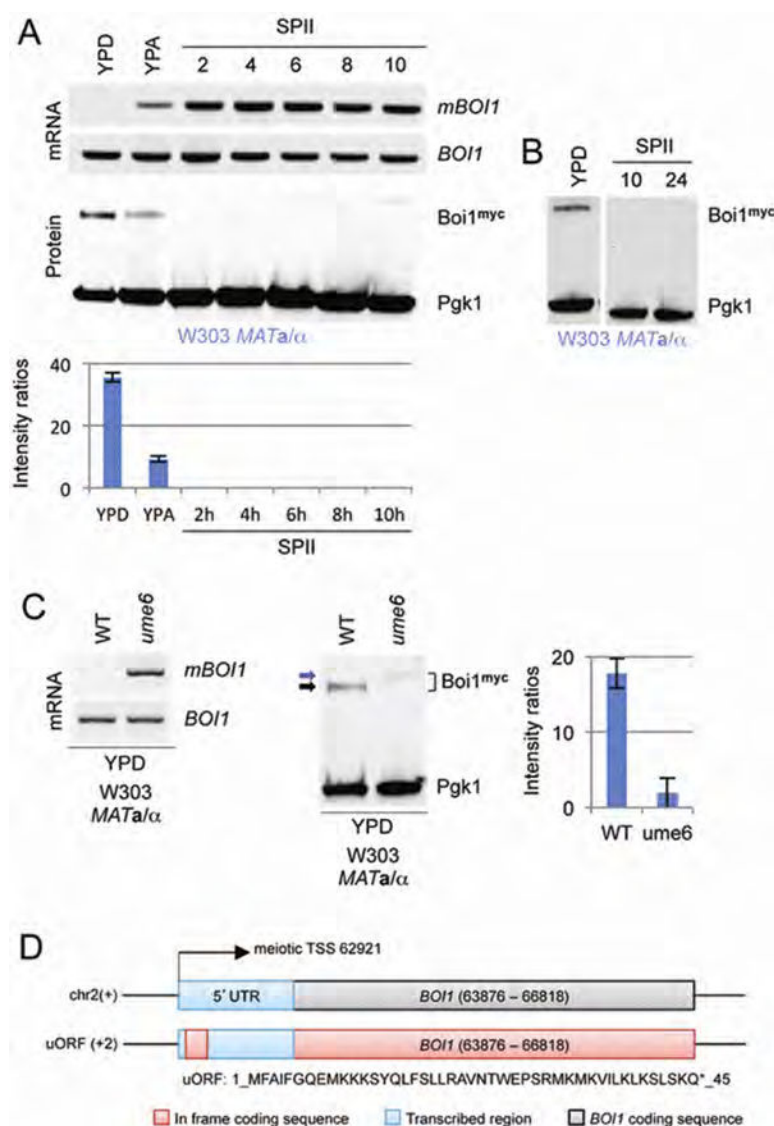 A
YPD
YPA
SPII
2 4 6 8 10
mRNA
mBOI1
BOI1
Protein
Boi1myc
Pgk1
W303 MATa/α
Intensity ratios
40
20
0
YPD YPA 2h 4h 6h 8h 10h
SPII
B
YPD
SPII
10 24
Boi1myc
Pgk1
W303 MATa/α
C
WT
ume6
mRNA
mBOI1
BOI1
YPD
W303
MATa/α
WT
ume6
Boi1myc
Pgk1
YPD
W303
MATa/α
Intensity ratios
20
10
0
WT ume6
D
meiotic TSS 62921
chr2(+)
5' UTR
BOI1 (63876 – 66818)
uORF (+2)
BOI1 (63876 – 66818)
uORF: 1_MFAIFGQEMKKKSYQLFSLLRAVNTWEPSRMKMKVILKLKSLSKQ*_45
In frame coding sequence
Transcribed region
BOI1 coding sequence